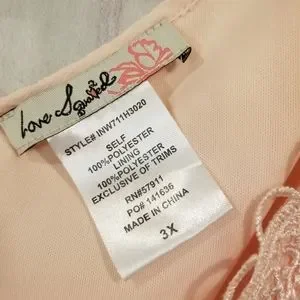 Love Squared
STYLE# INW711H3020
SELF
100%POLYESTER
LINING
100%POLYESTER
EXCLUSIVE OF TRIMS
RN#57911
PO# 141636
MADE IN CHINA
3X